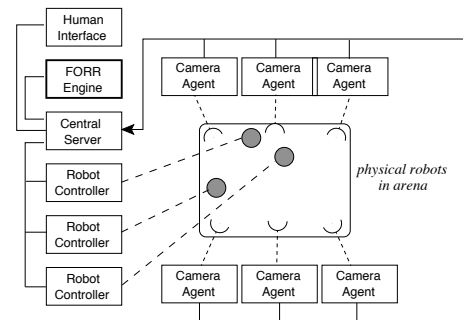 Human
Interface
FORR
Engine
Central
Server
Robot
Controller
Robot
Controller
Robot
Controller
Camera
Agent
Camera
Agent
Camera
Agent
physical robots
in arena
Camera
Agent
Camera
Agent
Camera
Agent